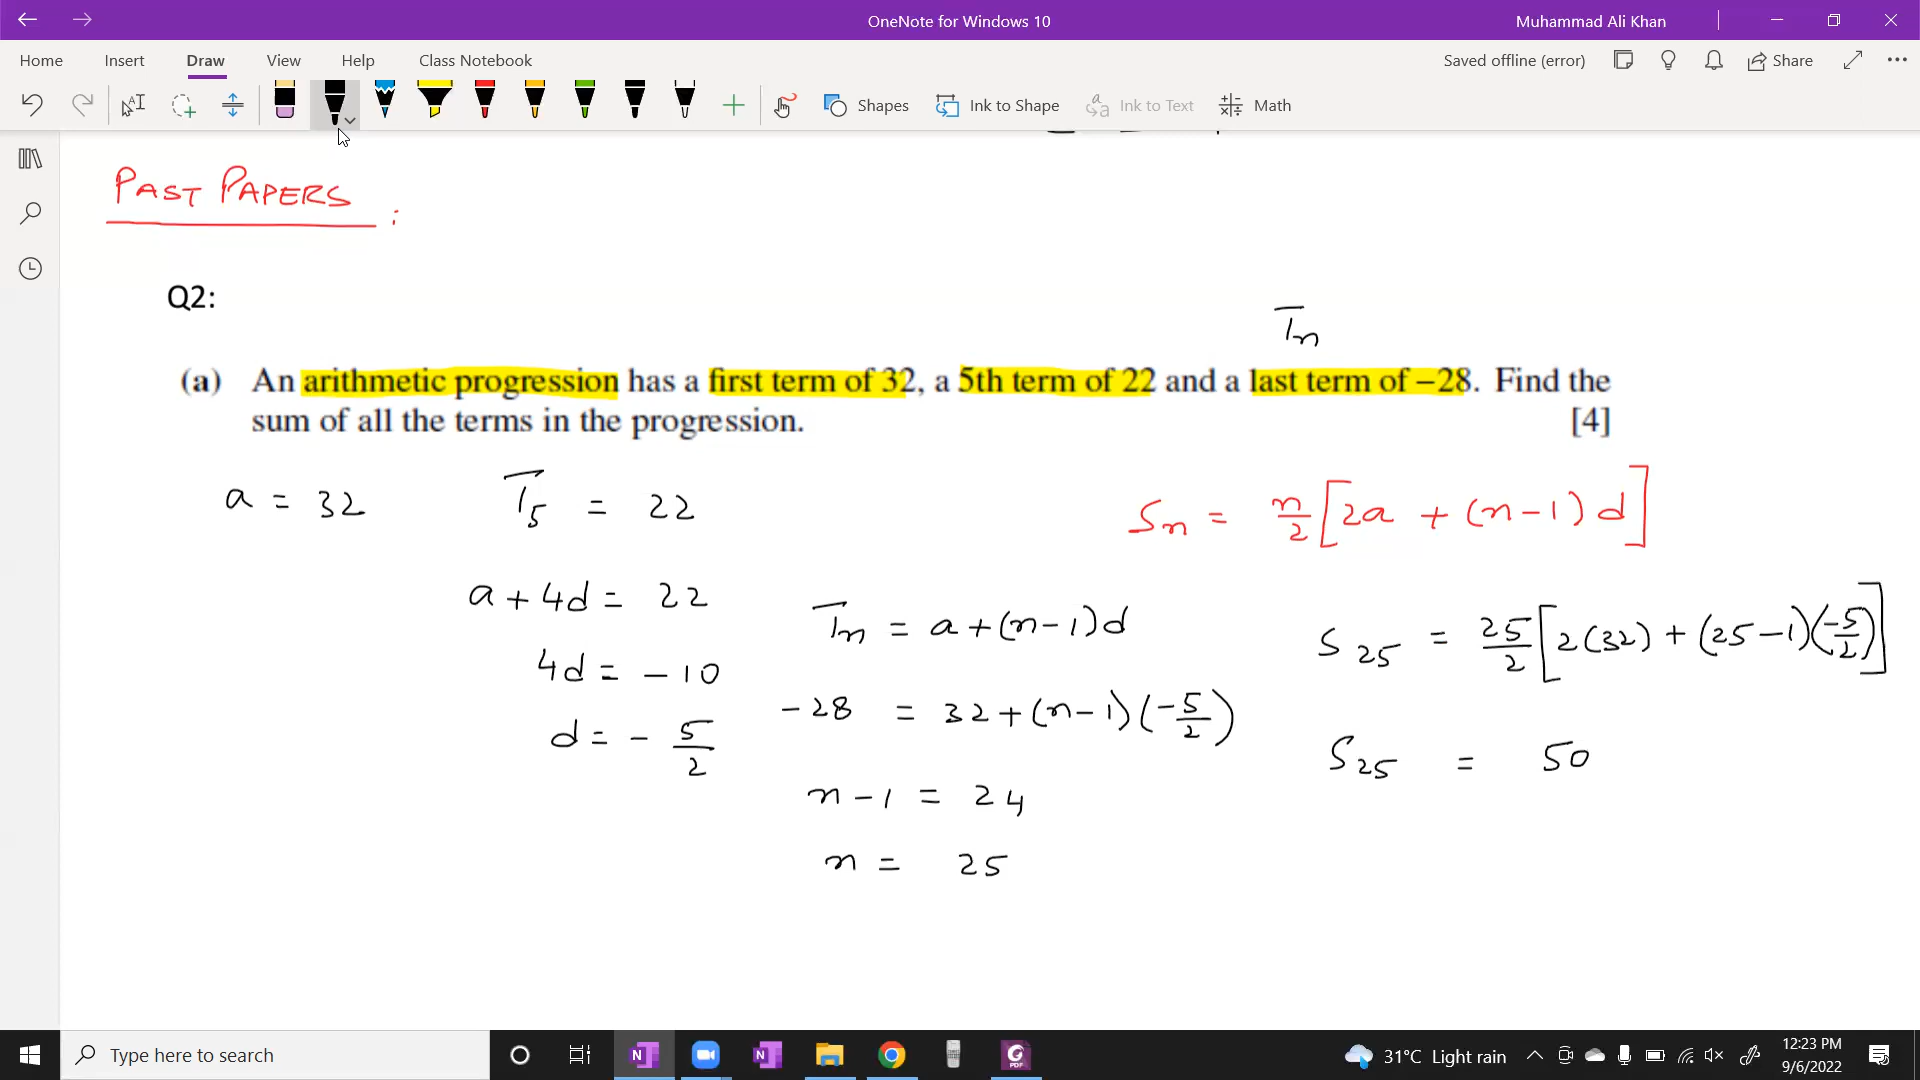 OneNote for Windows 10
Muhammad Ali Khan
Home Insert Draw View Help Class Notebook
Saved offline (error) Share
Shapes Ink to Shape Ink to Text Math
PAST PAPERS :
Q2:
Tn
(a) An arithmetic progression has a first term of 32, a 5th term of 22 and a last term of –28. Find the
sum of all the terms in the progression. [4]
a = 32
T5 = 22
a + 4d = 22
4d = -10
d = - 5/2
Tn = a + (n-1)d
-28 = 32 + (n-1)(-5/2)
n-1 = 24
n = 25
Sn = n/2 [2a + (n-1)d]
S25 = 25/2 [2(32) + (25-1)(-5/2)]
S25 = 50
Type here to search
31°C Light rain
12:23 PM
9/6/2022